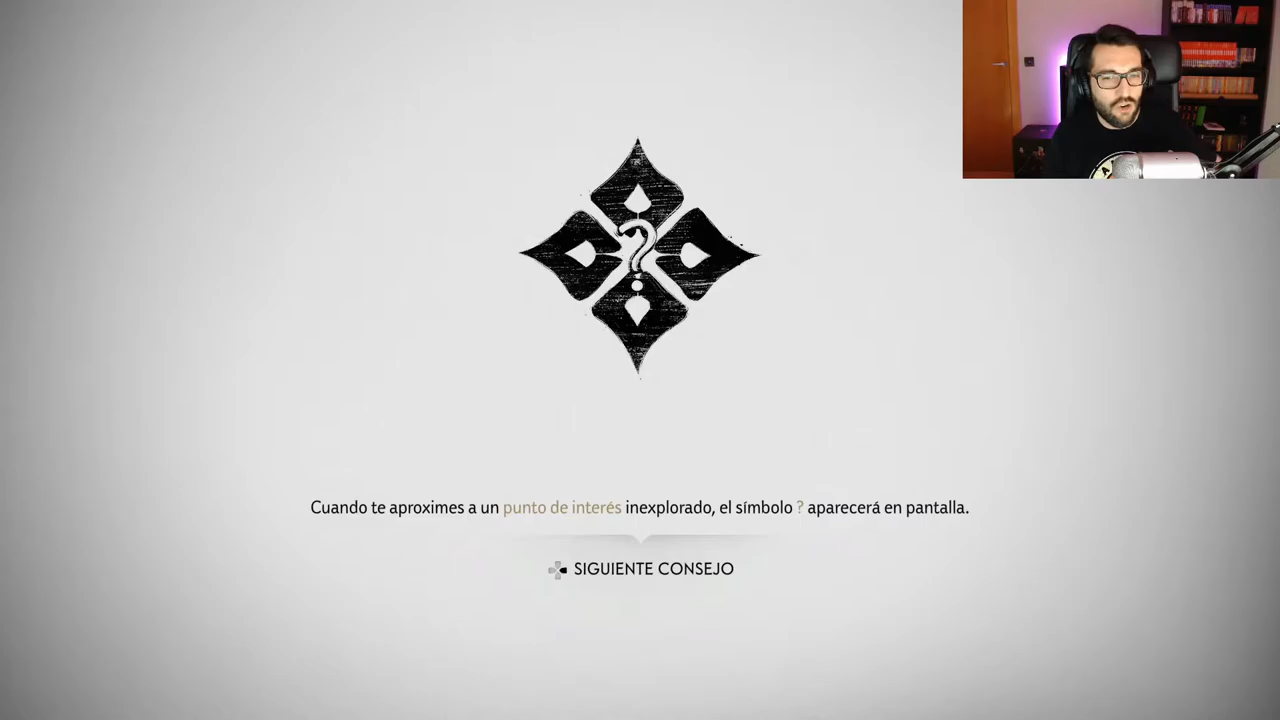 ?
Cuando te aproximes a un punto de interés inexplorado, el símbolo ? aparecerá en pantalla.
SIGUIENTE CONSEJO